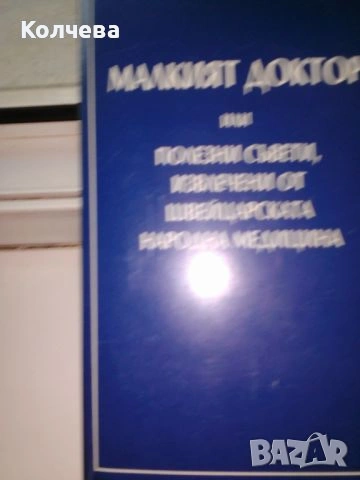 Колчева
МАЛКИЯТ ДОКТОР
или
ПОЛЕЗНИ СЪВЕТИ,
ИЗВЛЕЧЕНИ ОТ
ШВЕЙЦАРСКАТА
НАРОДНА МЕДИЦИНА
BAZAR